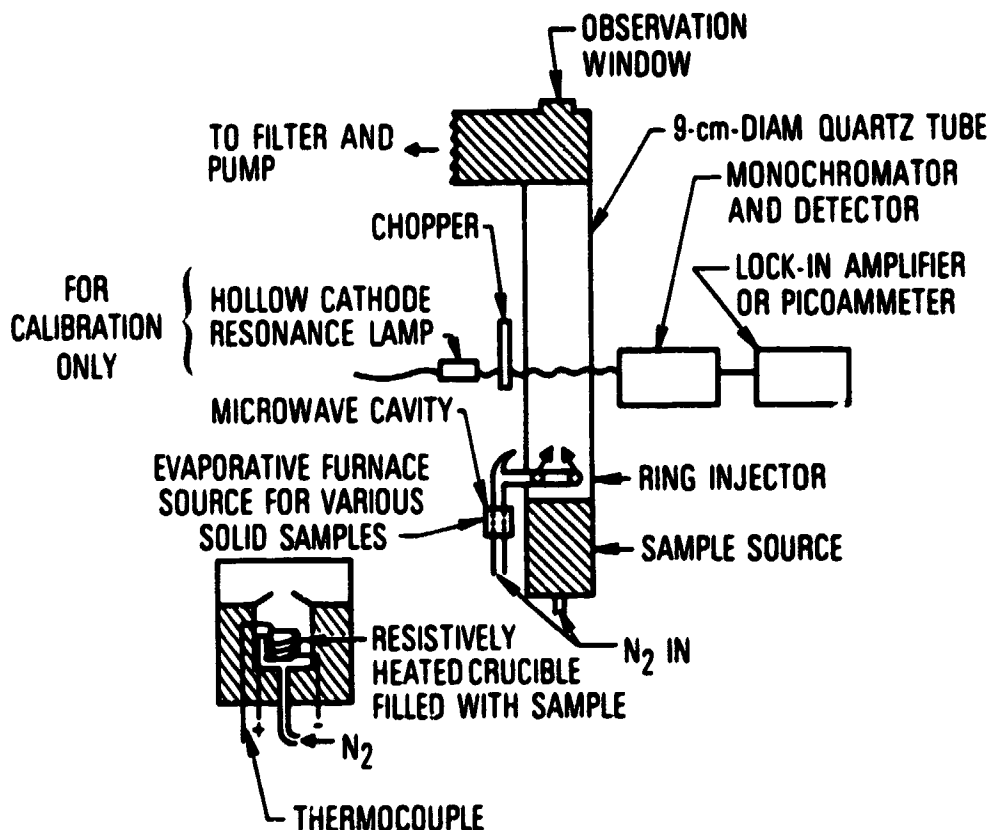 OBSERVATION
WINDOW
TO FILTER AND
PUMP
9-cm-DIAM QUARTZ TUBE
MONOCHROMATOR
AND DETECTOR
CHOPPER
LOCK-IN AMPLIFIER
OR PICOAMMETER
FOR
CALIBRATION
ONLY
HOLLOW CATHODE
RESONANCE LAMP
MICROWAVE CAVITY
EVAPORATIVE FURNACE
SOURCE FOR VARIOUS
SOLID SAMPLES
RING INJECTOR
SAMPLE SOURCE
N₂ IN
RESISTIVELY
HEATED CRUCIBLE
FILLED WITH SAMPLE
+ -
N₂
THERMOCOUPLE